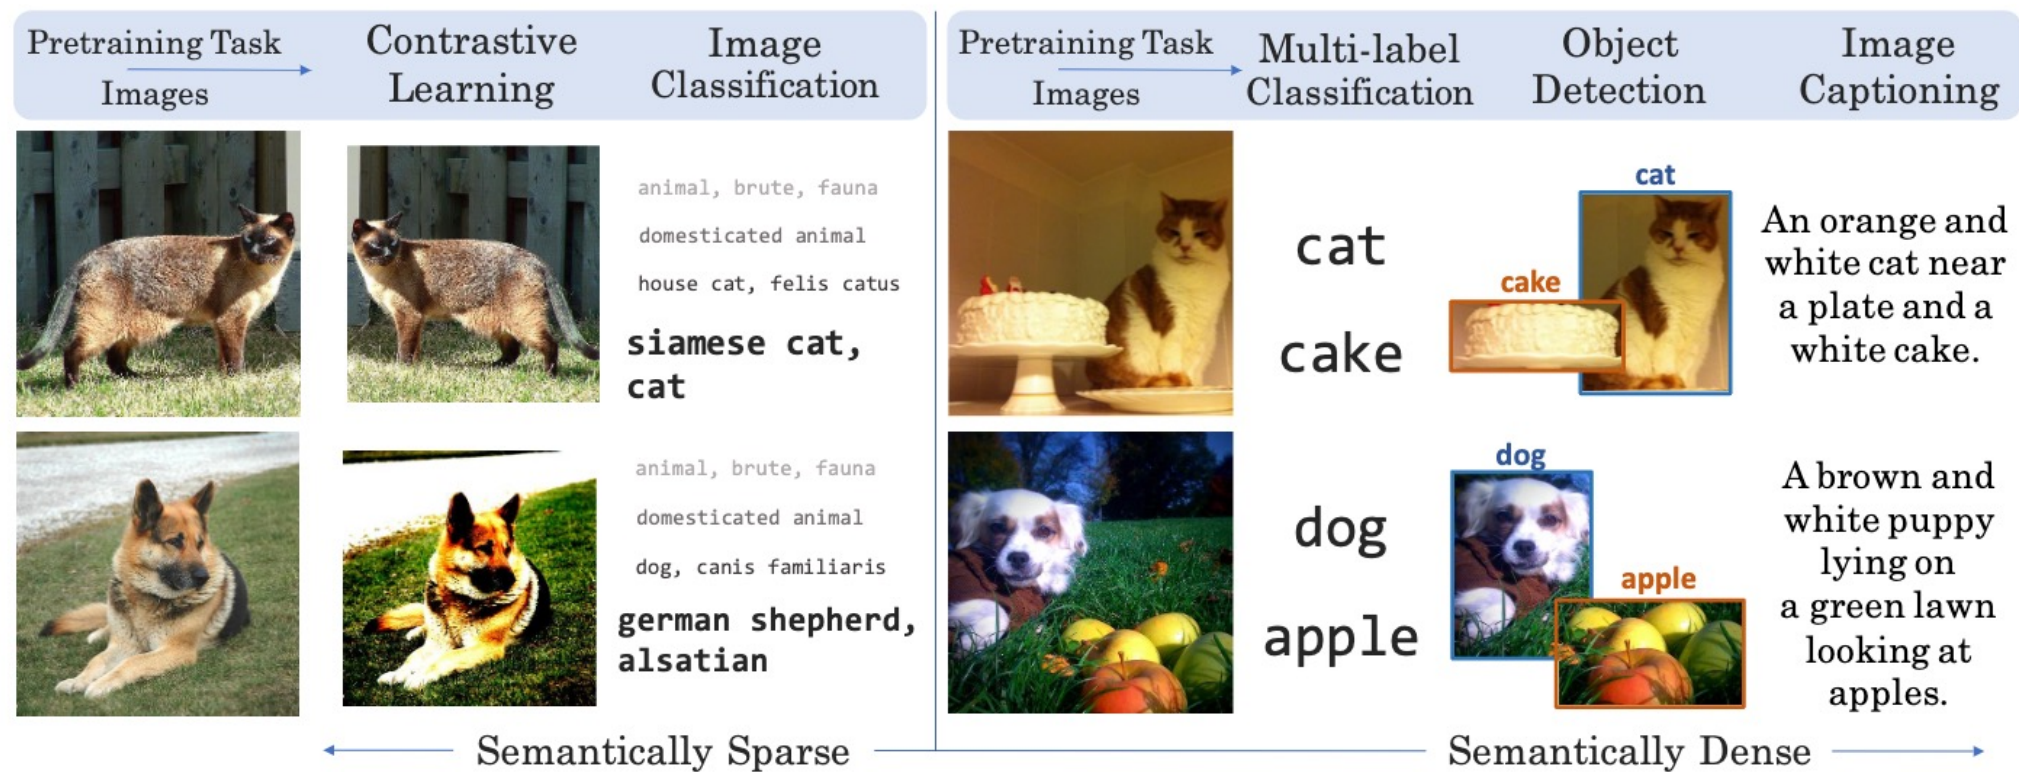 Pretraining Task
Images
Contrastive
Learning
Image
Classification
Pretraining Task
Images
Multi-label
Classification
Object
Detection
Image
Captioning
animal, brute, fauna
domesticated animal
house cat, felis catus
siamese cat,
cat
cat
cake
cat
cake
An orange and
white cat near
a plate and a
white cake.
animal, brute, fauna
domesticated animal
dog, canis familiaris
german shepherd,
alsatian
dog
apple
dog
apple
A brown and
white puppy
lying on
a green lawn
looking at
apples.
Semantically Sparse
Semantically Dense